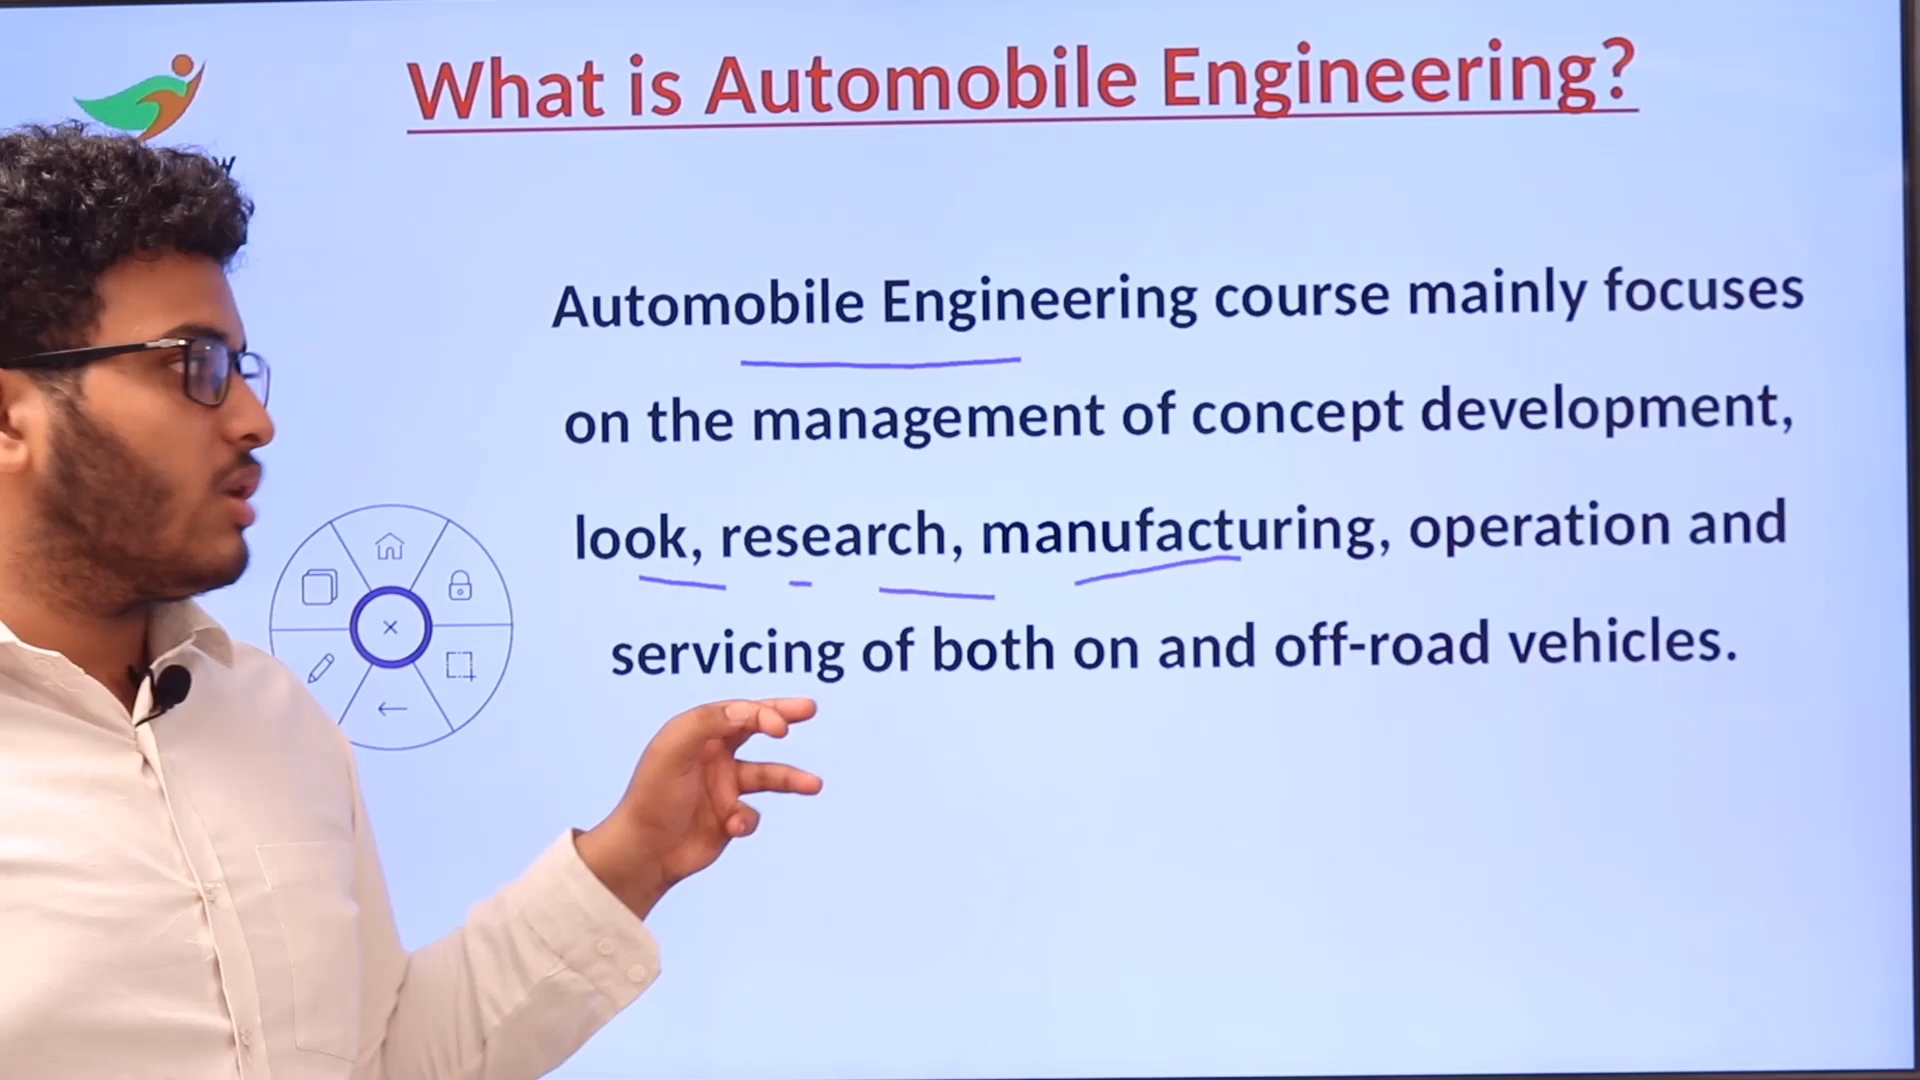 What is Automobile Engineering?
Automobile Engineering course mainly focuses
on the management of concept development,
look, research, manufacturing, operation and
servicing of both on and off-road vehicles.